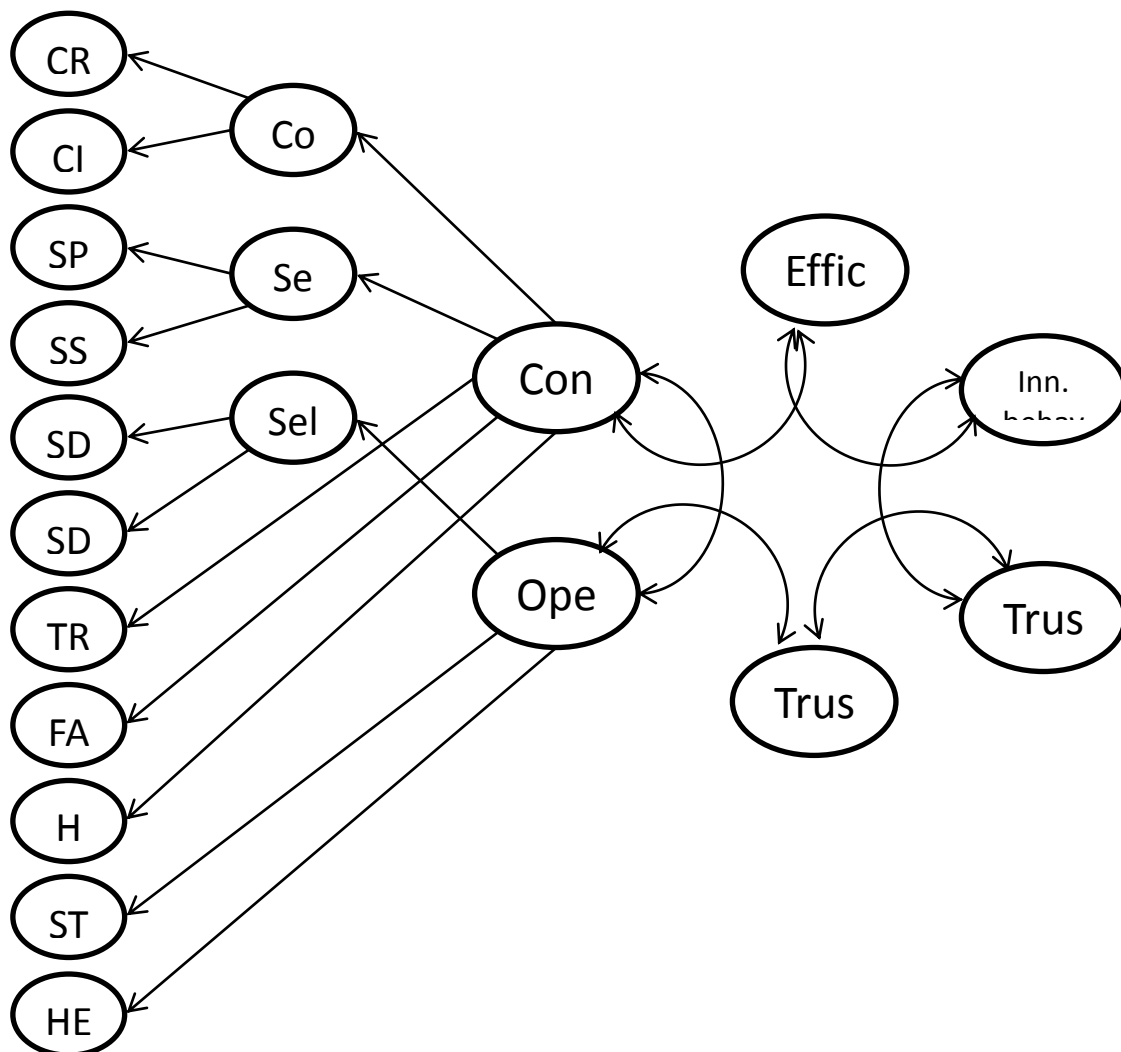 CR
Co
CI
SP
Effic
Se
SS
Con
Inn.
behav
Sel
SD
SD
Ope
TR
Trus
Trus
FA
H
ST
HE